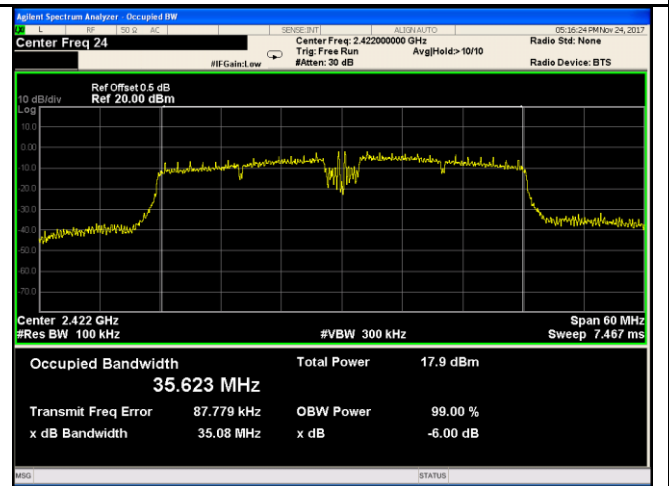 Agilent Spectrum Analyzer - Occupied BW
L RF 50 Ω AC SENSE:INT ALIGN AUTO 05:16:24 PM Nov 24, 2017
Center Freq 24 Center Freq: 2.422000000 GHz Radio Std: None
Trig: Free Run Avg|Hold:> 10/10
#IFGain:Low #Atten: 30 dB Radio Device: BTS
Ref Offset 0.5 dB
10 dB/div Ref 20.00 dBm
Log
10.0
0.00
-10.0
-20.0
-30.0
-40.0
-50.0
-60.0
-70.0
Center 2.422 GHz Span 60 MHz
#Res BW 100 kHz #VBW 300 kHz Sweep 7.467 ms
Occupied Bandwidth Total Power 17.9 dBm
35.623 MHz
Transmit Freq Error 87.779 kHz OBW Power 99.00 %
x dB Bandwidth 35.08 MHz x dB -6.00 dB
MSG STATUS